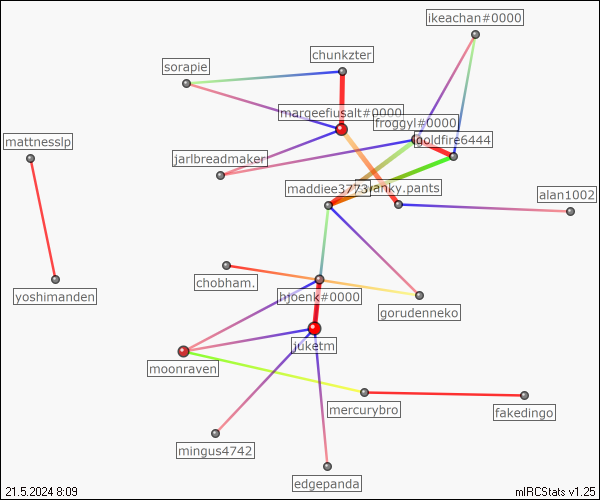 ikeachan#0000
chunkzter
sorapie
margeefiusalt#0000
froggyl#0000
goldfire6444
mattnesslp
jarlbreadmaker
maddiee3773
anky.pants
alan1002
chobham.
yoshimanden
hjoenk#0000
gorudenneko
juketm
moonraven
mercurybro
fakedingo
mingus4742
edgepanda
21.5.2024 8:09
mIRCStats v1.25